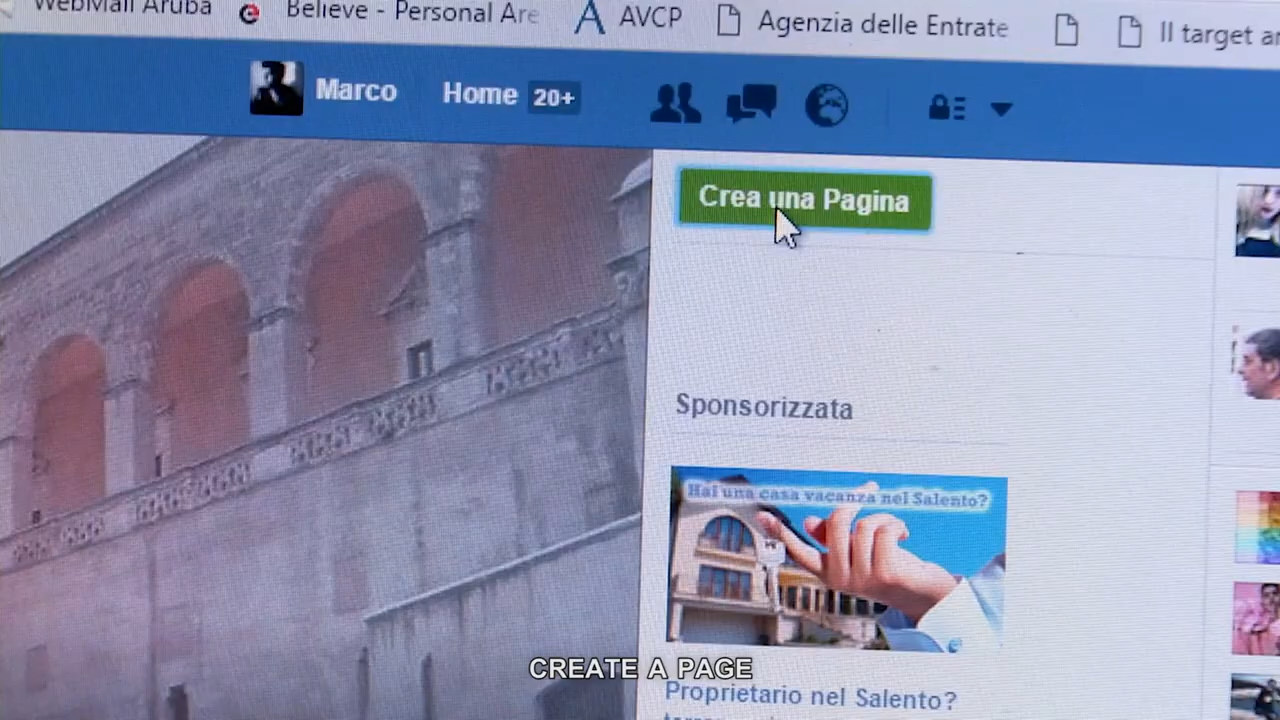 WebMail Aruba
Believe - Personal Are
AVCP
Agenzia delle Entrate
Il target
Marco
Home 20+
Crea una Pagina
Sponsorizzata
Hai una casa vacanza nel Salento?
CREATE A PAGE
Proprietario nel Salento?